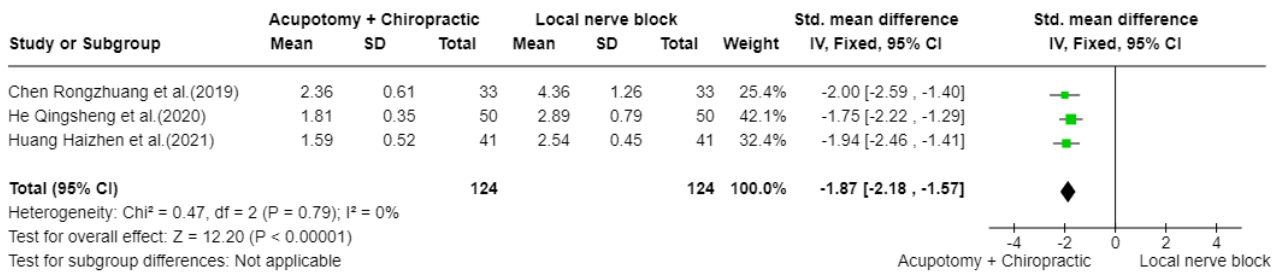 Acupotomy + Chiropractic Local nerve block Std. mean difference Std. mean difference
Study or Subgroup Mean SD Total Mean SD Total Weight IV, Fixed, 95% CI IV, Fixed, 95% CI
Chen Rongzhuang et al.(2019) 2.36 0.61 33 4.36 1.26 33 25.4% -2.00 [-2.59 , -1.40]
He Qingsheng et al.(2020) 1.81 0.35 50 2.89 0.79 50 42.1% -1.75 [-2.22 , -1.29]
Huang Haizhen et al.(2021) 1.59 0.52 41 2.54 0.45 41 32.4% -1.94 [-2.46 , -1.41]
Total (95% CI) 124 124 100.0% -1.87 [-2.18 , -1.57]
Heterogeneity: Chi² = 0.47, df = 2 (P = 0.79); I² = 0%
Test for overall effect: Z = 12.20 (P < 0.00001)
-4 -2 0 2 4
Test for subgroup differences: Not applicable Acupotomy + Chiropractic Local nerve block